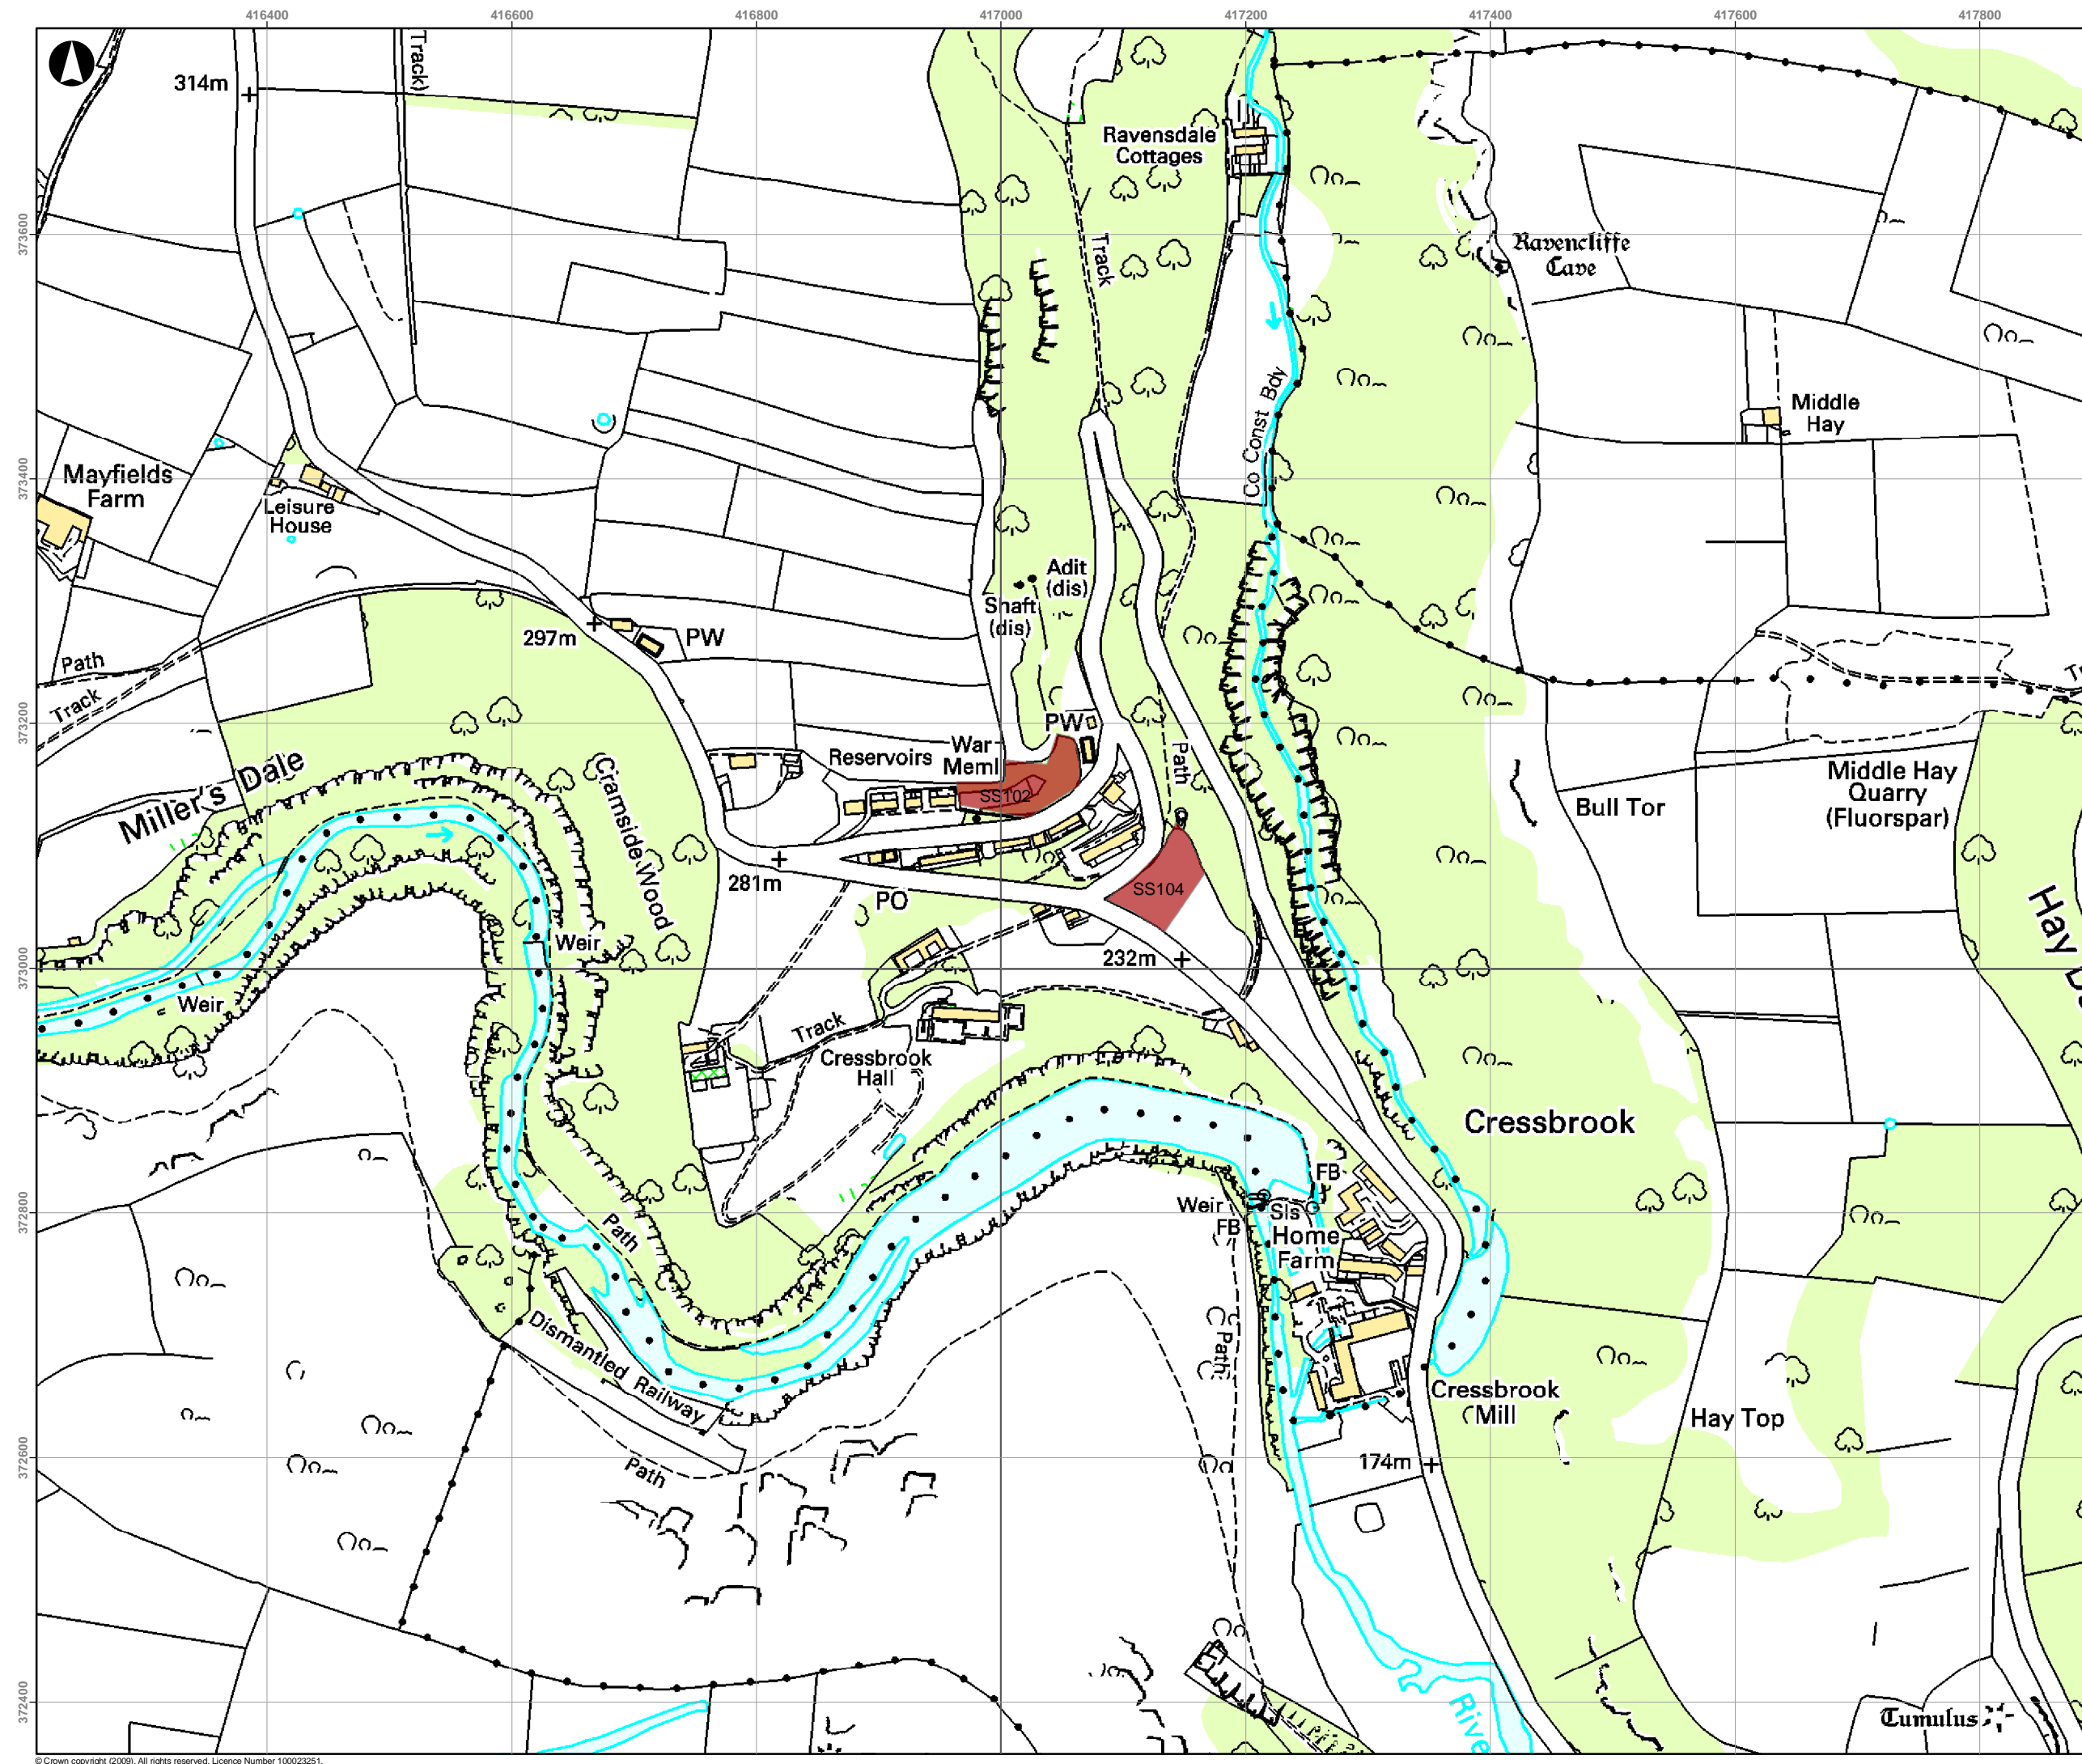 416400 416600 416800 417000 417200 417400 417600 417800
373600
373400
373200
373000
372800
372600
372400
314m
Track)
Ravensdale
Cottages
Track
Ravencliffe
Cave
Co Const Bdy
Middle
Hay
Mayfields
Farm
Leisure
House
Adit
(dis)
Shaft
(dis)
297m
PW
Path
Track
PW
Path
Reservoirs
War
Meml
SS102
Miller's Dale
Cramside Wood
Bull Tor
Middle Hay
Quarry
(Fluorspar)
281m
PO
SS104
Weir
Weir
232m
Track
Cressbrook
Hall
Cressbrook
FB
Weir
FB
Sls
Home
Farm
Path
Dismantled Railway
Path
Path
Cressbrook
Mill
Hay Top
174m
Hay
Tumulus
© Crown copyright (2009). All rights reserved. Licence Number 100023251.